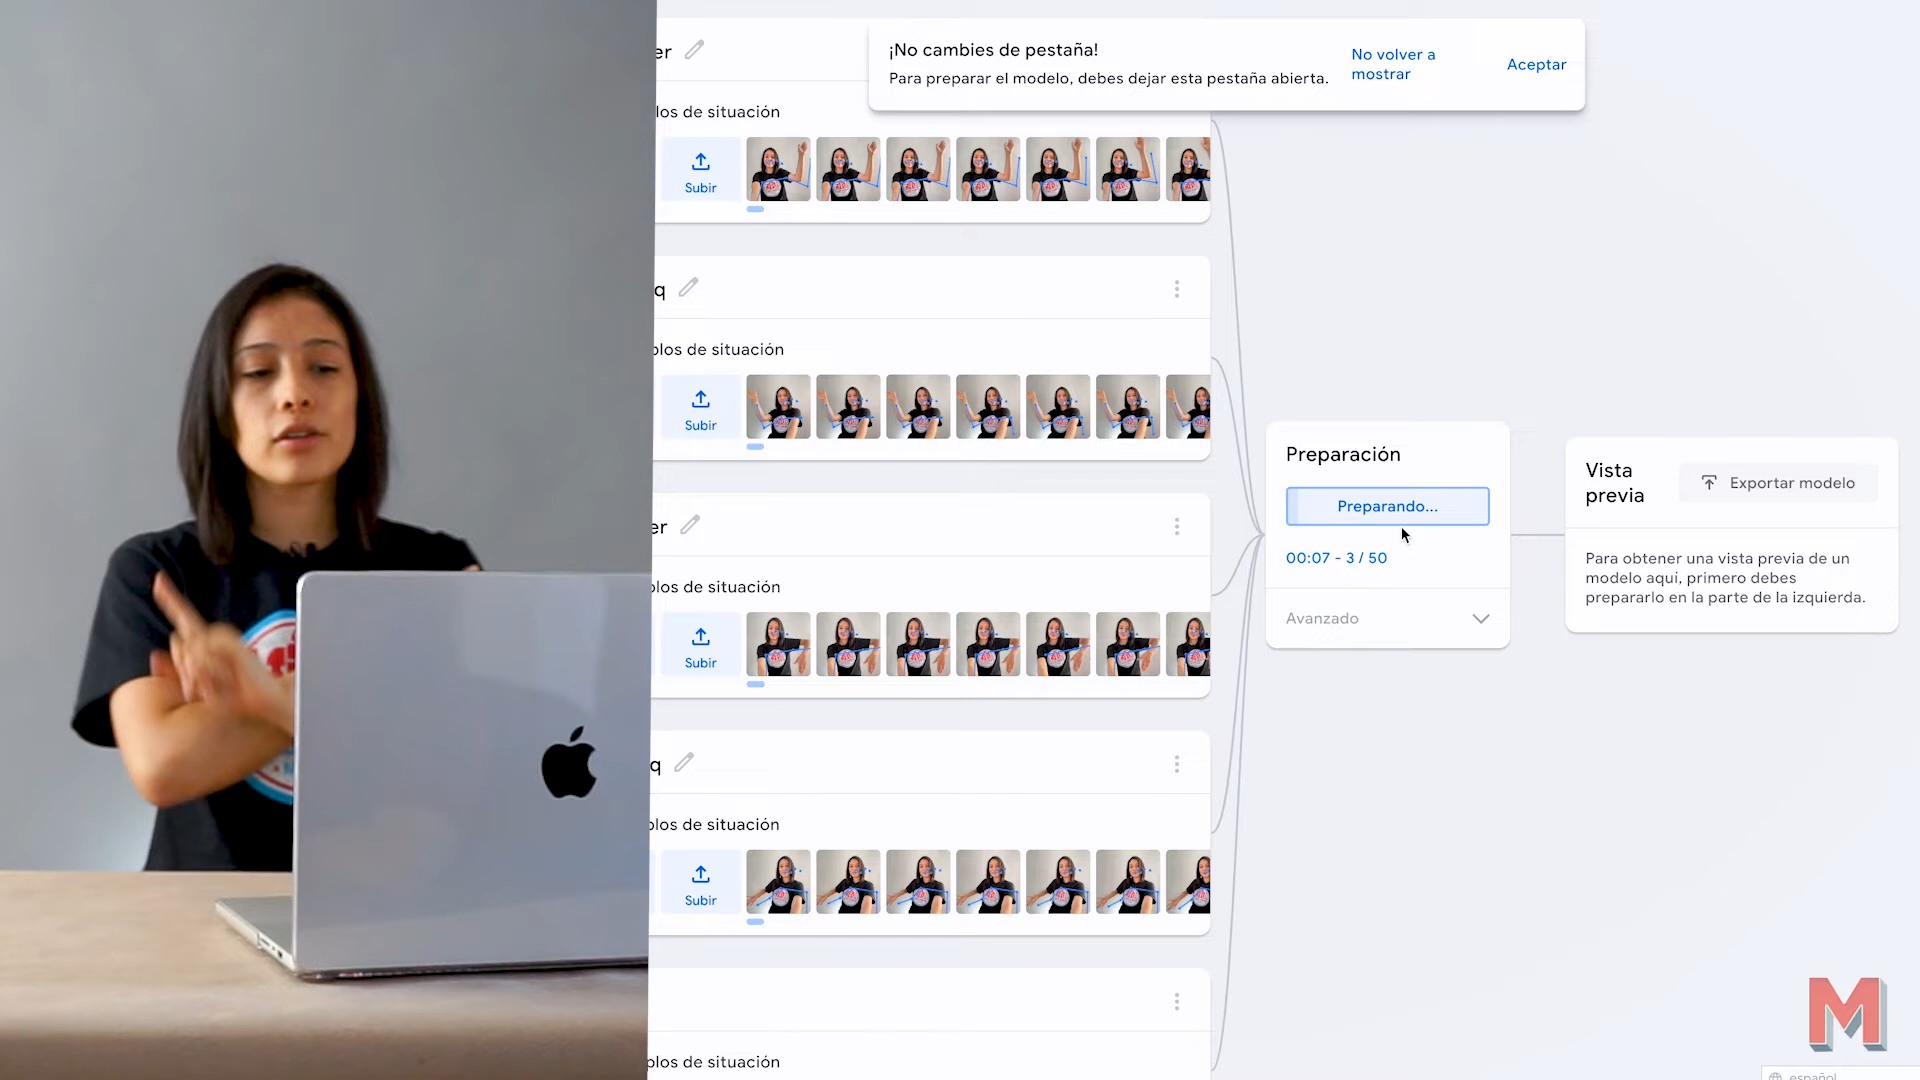 er
¡No cambies de pestaña!
Para preparar el modelo, debes dejar esta pestaña abierta.
No volver a
mostrar
Aceptar
los de situación
Subir
q
plos de situación
Subir
er
plos de situación
Subir
q
plos de situación
Subir
plos de situación
Preparación
Preparando...
00:07 - 3 / 50
Avanzado
Vista
previa
Exportar modelo
Para obtener una vista previa de un
modelo aquí, primero debes
prepararlo en la parte de la izquierda.
M
español